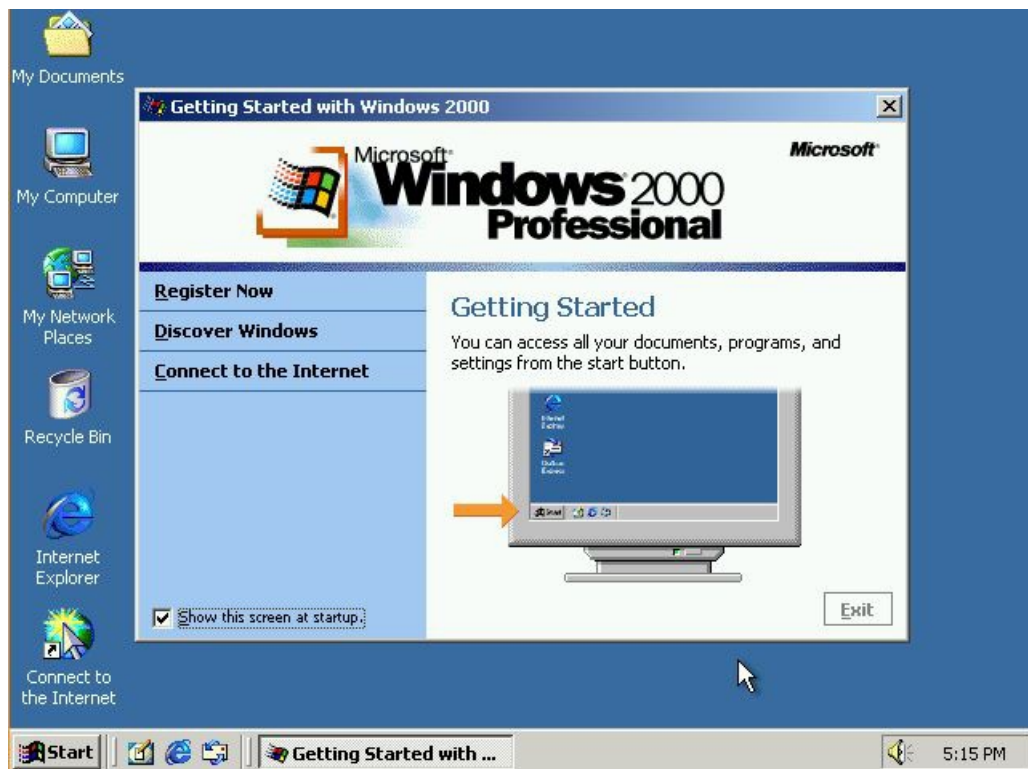 My Documents
My Computer
My Network
Places
Recycle Bin
Internet
Explorer
Connect to
the Internet
Getting Started with Windows 2000
Microsoft
Windows 2000
Professional
Microsoft
Register Now
Discover Windows
Connect to the Internet
Show this screen at startup.
Getting Started
You can access all your documents, programs, and
settings from the start button.
Exit
Start
Getting Started with ...
5:15 PM